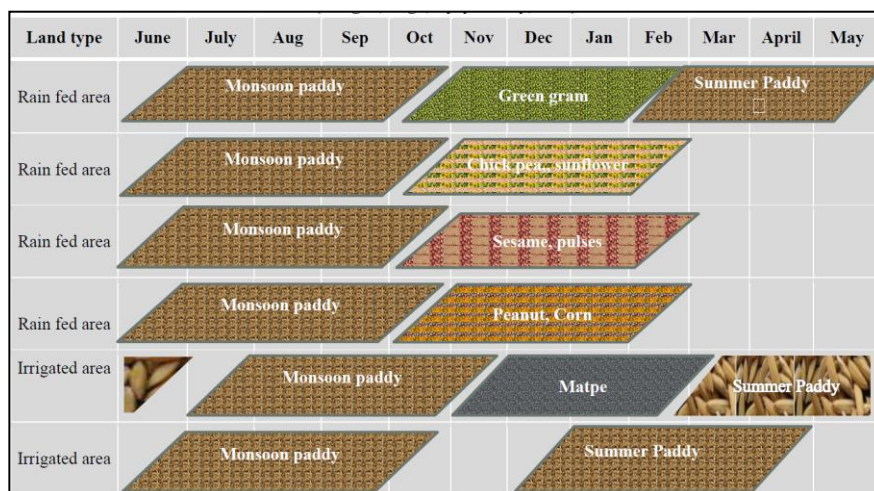 Land type June July Aug Sep Oct Nov Dec Jan Feb Mar April May
Rain fed area Monsoon paddy Green gram Summer Paddy
Rain fed area Monsoon paddy Chick pea,, sunflower
Rain fed area Monsoon paddy Sesame, pulses
Rain fed area Monsoon paddy Peanut, Corn
Irrigated area Monsoon paddy Matpe Summer Paddy
Irrigated area Monsoon paddy Summer Paddy